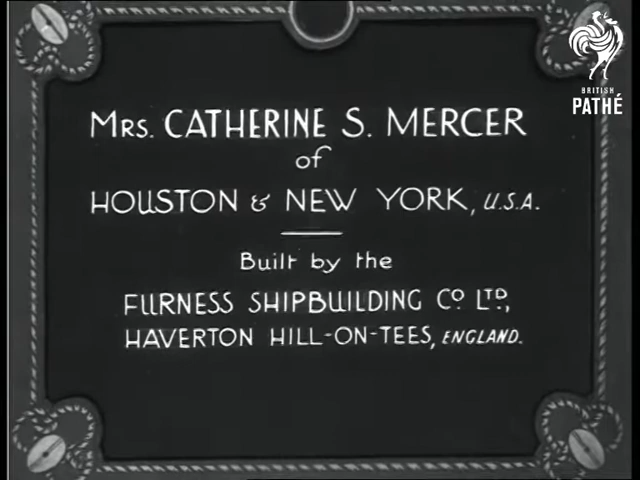 BRITISH
PATHÉ
MRS. CATHERINE S. MERCER
of
HOUSTON & NEW YORK, U.S.A.
Built by the
FURNESS SHIPBUILDING CO. LTD.,
HAVERTON HILL-ON-TEES, ENGLAND.